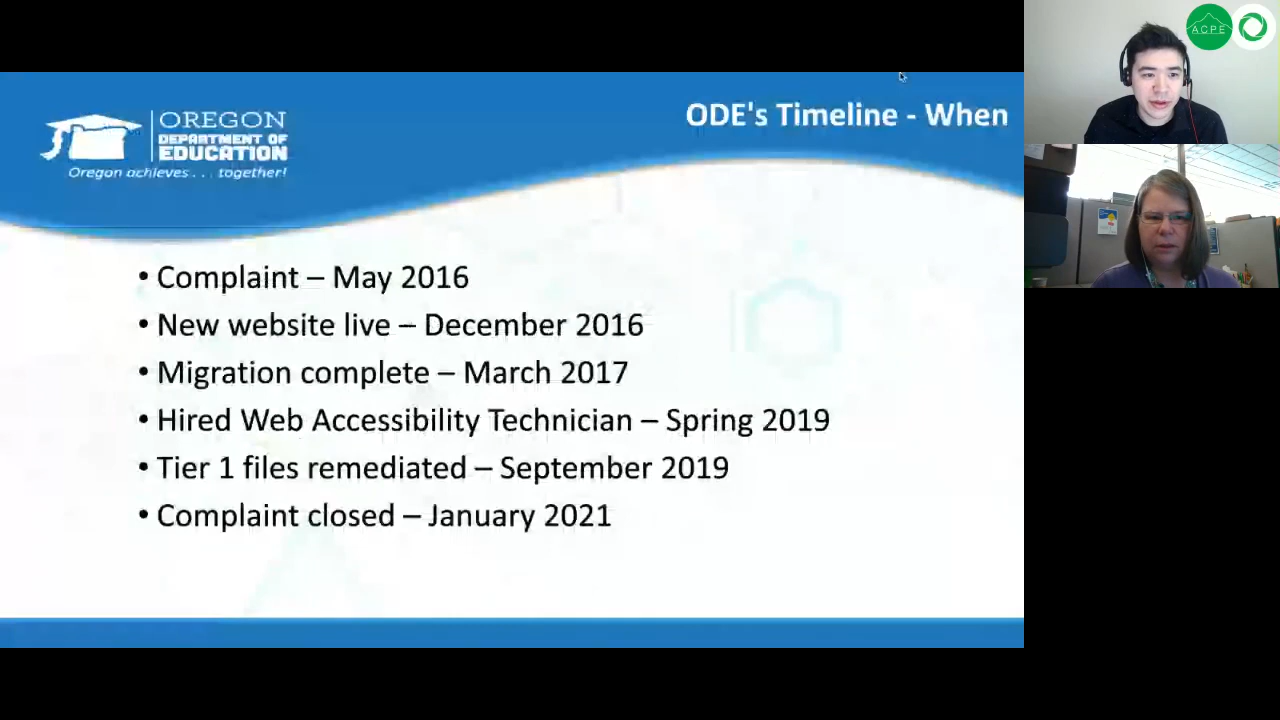 ODE's Timeline - When
OREGON
DEPARTMENT OF
EDUCATION
Oregon achieves . . . together!
• Complaint – May 2016
• New website live – December 2016
• Migration complete – March 2017
• Hired Web Accessibility Technician – Spring 2019
• Tier 1 files remediated – September 2019
• Complaint closed – January 2021
ACPE